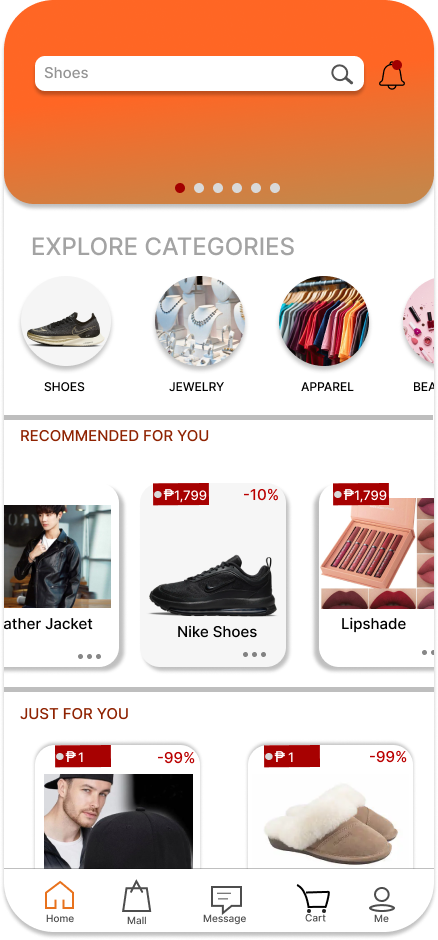 Shoes
EXPLORE CATEGORIES
SHOES
JEWELRY
APPAREL
BEA
RECOMMENDED FOR YOU
₱1,799
-10%
₱1,799
ather Jacket
Nike Shoes
Lipshade
JUST FOR YOU
₱ 1
-99%
₱ 1
-99%
Home
Mall
Message
Cart
Me